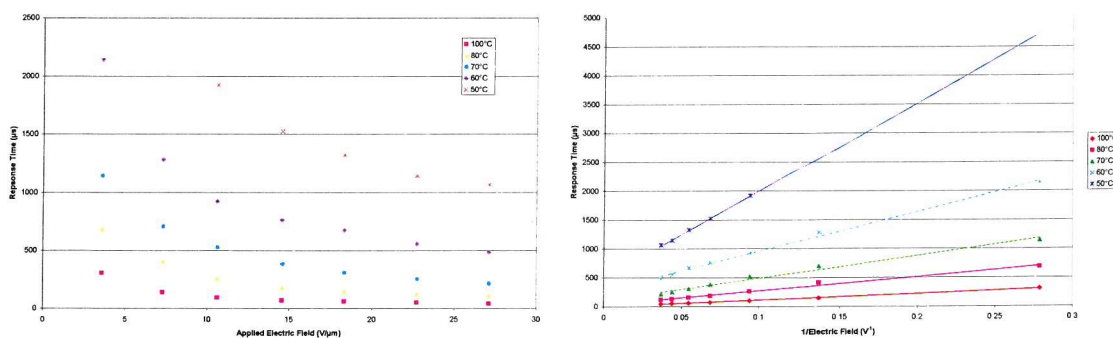 2500
2000
1500
1000
500
0
Repsonse Time (µs)
0 5 10 15 20 25 30
Applied Electric Field (V/µm)
100°C
80°C
70°C
60°C
50°C
5000
4500
4000
3500
3000
2500
2000
1500
1000
500
0
Response Time (µs)
0 0.05 0.1 0.15 0.2 0.25 0.3
1/Electric Field (V⁻¹)
100°C
80°C
70°C
60°C
50°C